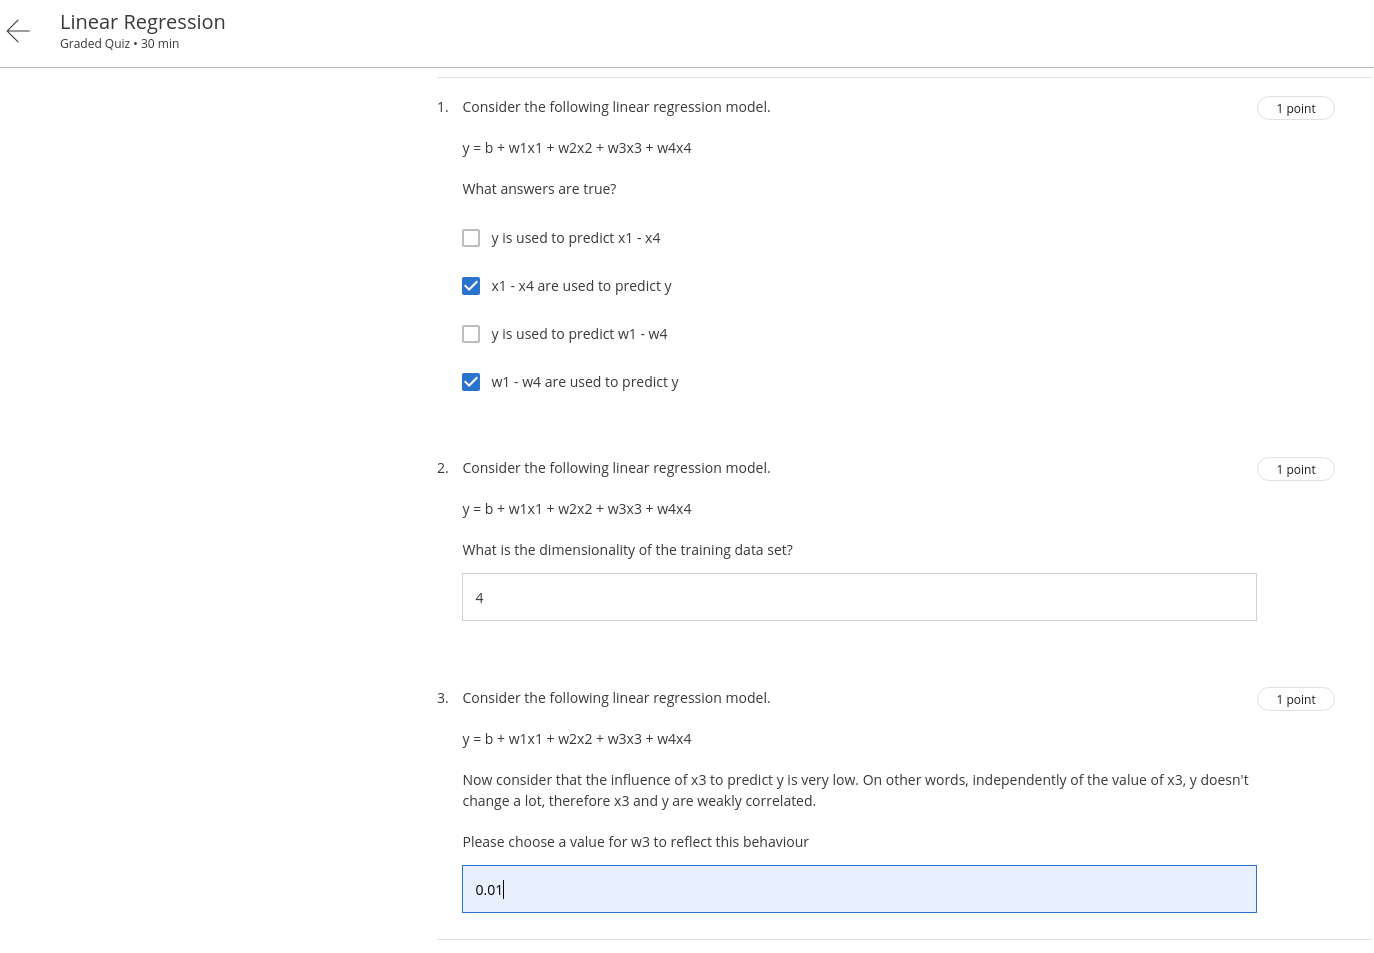 Linear Regression
Graded Quiz • 30 min
1. Consider the following linear regression model.
1 point
y = b + w1x1 + w2x2 + w3x3 + w4x4
What answers are true?
y is used to predict x1 - x4
x1 - x4 are used to predict y
y is used to predict w1 - w4
w1 - w4 are used to predict y
2. Consider the following linear regression model.
1 point
y = b + w1x1 + w2x2 + w3x3 + w4x4
What is the dimensionality of the training data set?
4
3. Consider the following linear regression model.
1 point
y = b + w1x1 + w2x2 + w3x3 + w4x4
Now consider that the influence of x3 to predict y is very low. On other words, independently of the value of x3, y doesn't
change a lot, therefore x3 and y are weakly correlated.
Please choose a value for w3 to reflect this behaviour
0.01